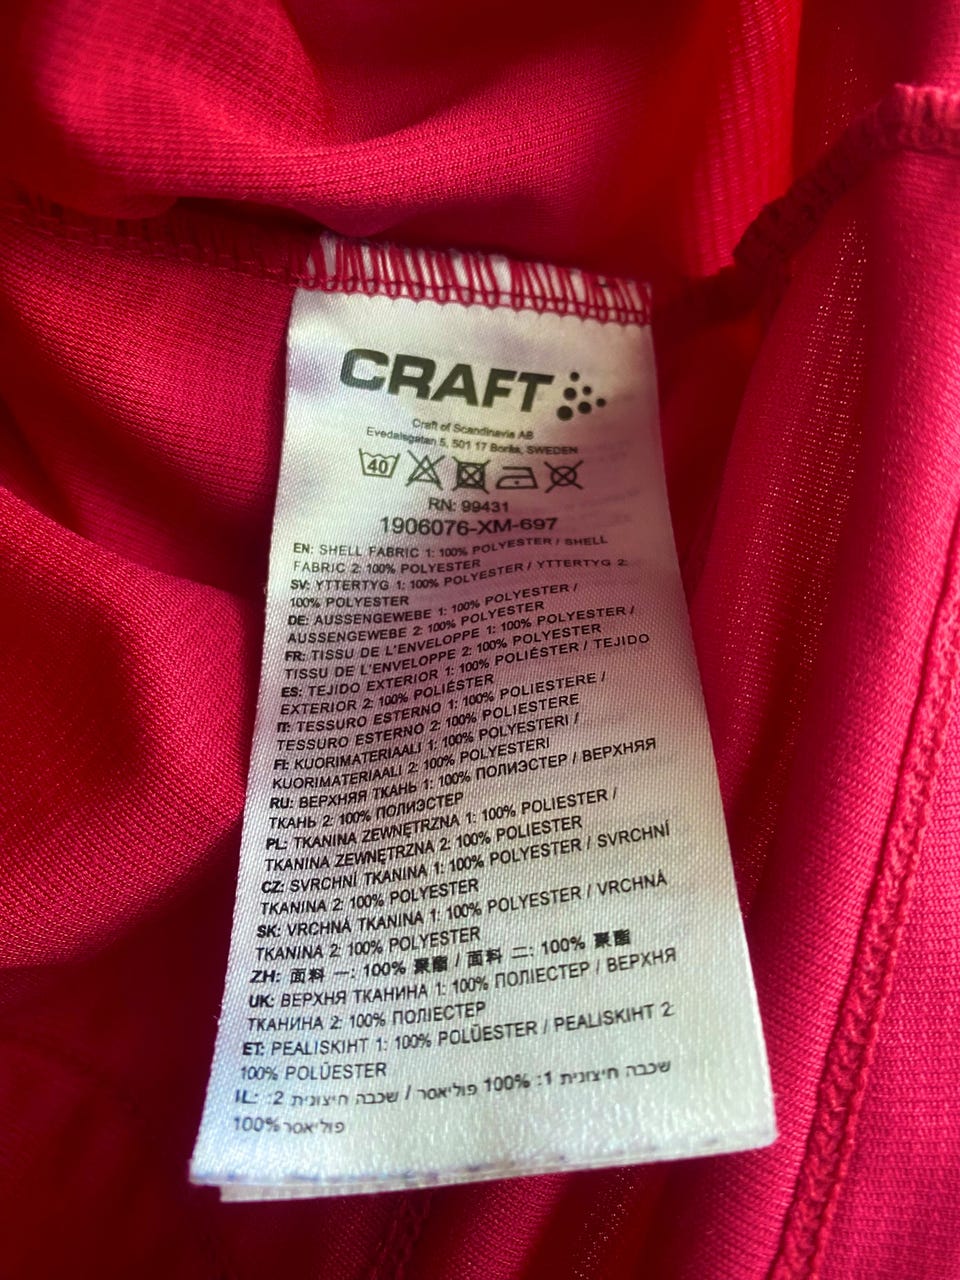 CRAFT
Craft of Scandinavia AB
Evedalsgatan 5, 501 17 Borås, SWEDEN
40
RN: 99431
1906076-XM-697
EN: SHELL FABRIC 1: 100% POLYESTER / SHELL
FABRIC 2: 100% POLYESTER
SV: YTTERTYG 1: 100% POLYESTER / YTTERTYG 2:
100% POLYESTER
DE: AUSSENGEWEBE 1: 100% POLYESTER /
AUSSENGEWEBE 2: 100% POLYESTER
FR: TISSU DE L'ENVELOPPE 1: 100% POLYESTER /
TISSU DE L'ENVELOPPE 2: 100% POLYESTER
ES: TEJIDO EXTERIOR 1: 100% POLIÉSTER / TEJIDO
EXTERIOR 2: 100% POLIÉSTER
IT: TESSURO ESTERNO 1: 100% POLIESTERE /
TESSURO ESTERNO 2: 100% POLIESTERE
FI: KUORIMATERIAALI 1: 100% POLYESTERI /
KUORIMATERIAALI 2: 100% POLYESTERI
RU: ВЕРХНЯЯ ТКАНЬ 1: 100% ПОЛИЭСТЕР / ВЕРХНЯЯ
ТКАНЬ 2: 100% ПОЛИЭСТЕР
PL: TKANINA ZEWNĘTRZNA 1: 100% POLIESTER /
TKANINA ZEWNĘTRZNA 2: 100% POLIESTER
CZ: SVRCHNÍ TKANINA 1: 100% POLYESTER / SVRCHNÍ
TKANINA 2: 100% POLYESTER
SK: VRCHNÁ TKANINA 1: 100% POLYESTER / VRCHNÁ
TKANINA 2: 100% POLYESTER
ZH: 面料 一: 100% 聚酯 / 面料 二: 100% 聚酯
UK: ВЕРХНЯ ТКАНИНА 1: 100% ПОЛІЕСТЕР / ВЕРХНЯ
ТКАНИНА 2: 100% ПОЛІЕСТЕР
ET: PEALISKIHT 1: 100% POLÜESTER / PEALISKIHT 2:
100% POLÜESTER
IL: שכבה חיצונית 1: 100% פוליאסר / שכבה חיצונית 2:
100% פוליאסר